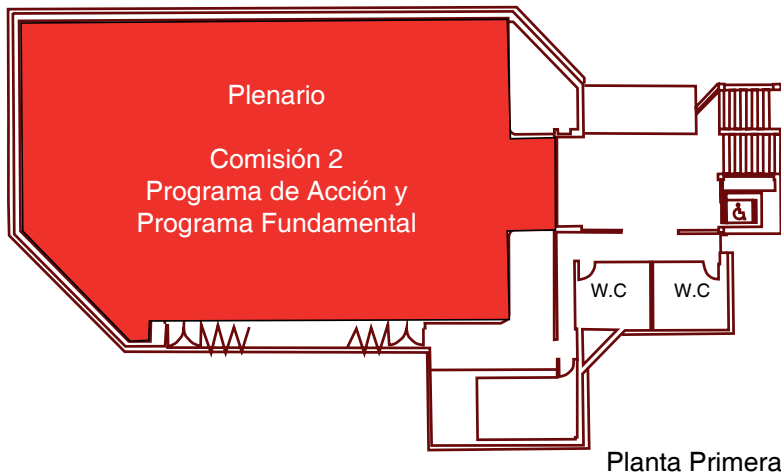 Plenario
Comisión 2
Programa de Acción y
Programa Fundamental
W.C
W.C
Planta Primera